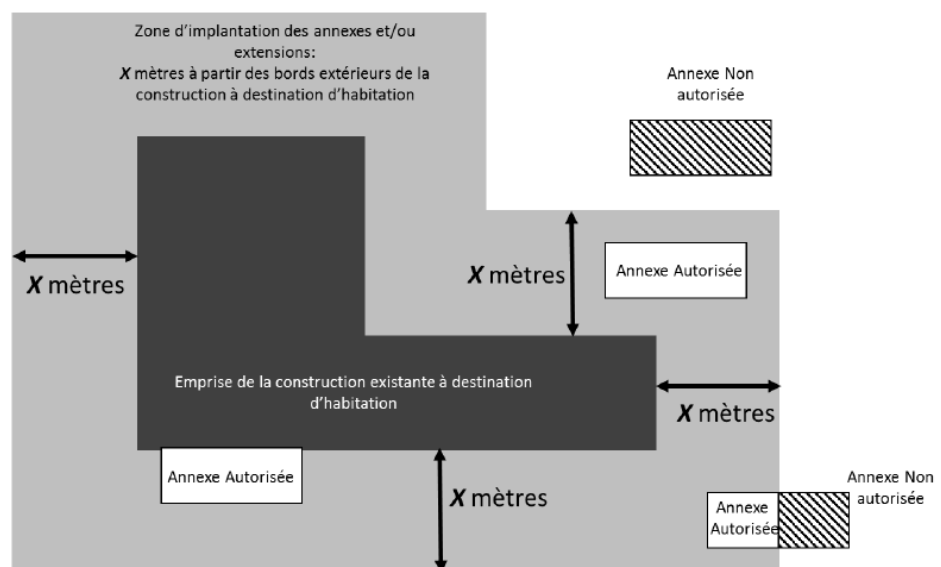 Zone d'implantation des annexes et/ou
extensions:
X mètres à partir des bords extérieurs de la
construction à destination d'habitation
Annexe Non
autorisée
X mètres
X mètres
Annexe Autorisée
Emprise de la construction existante à destination
d'habitation
X mètres
Annexe Autorisée
X mètres
Annexe
Autorisée
Annexe Non
autorisée